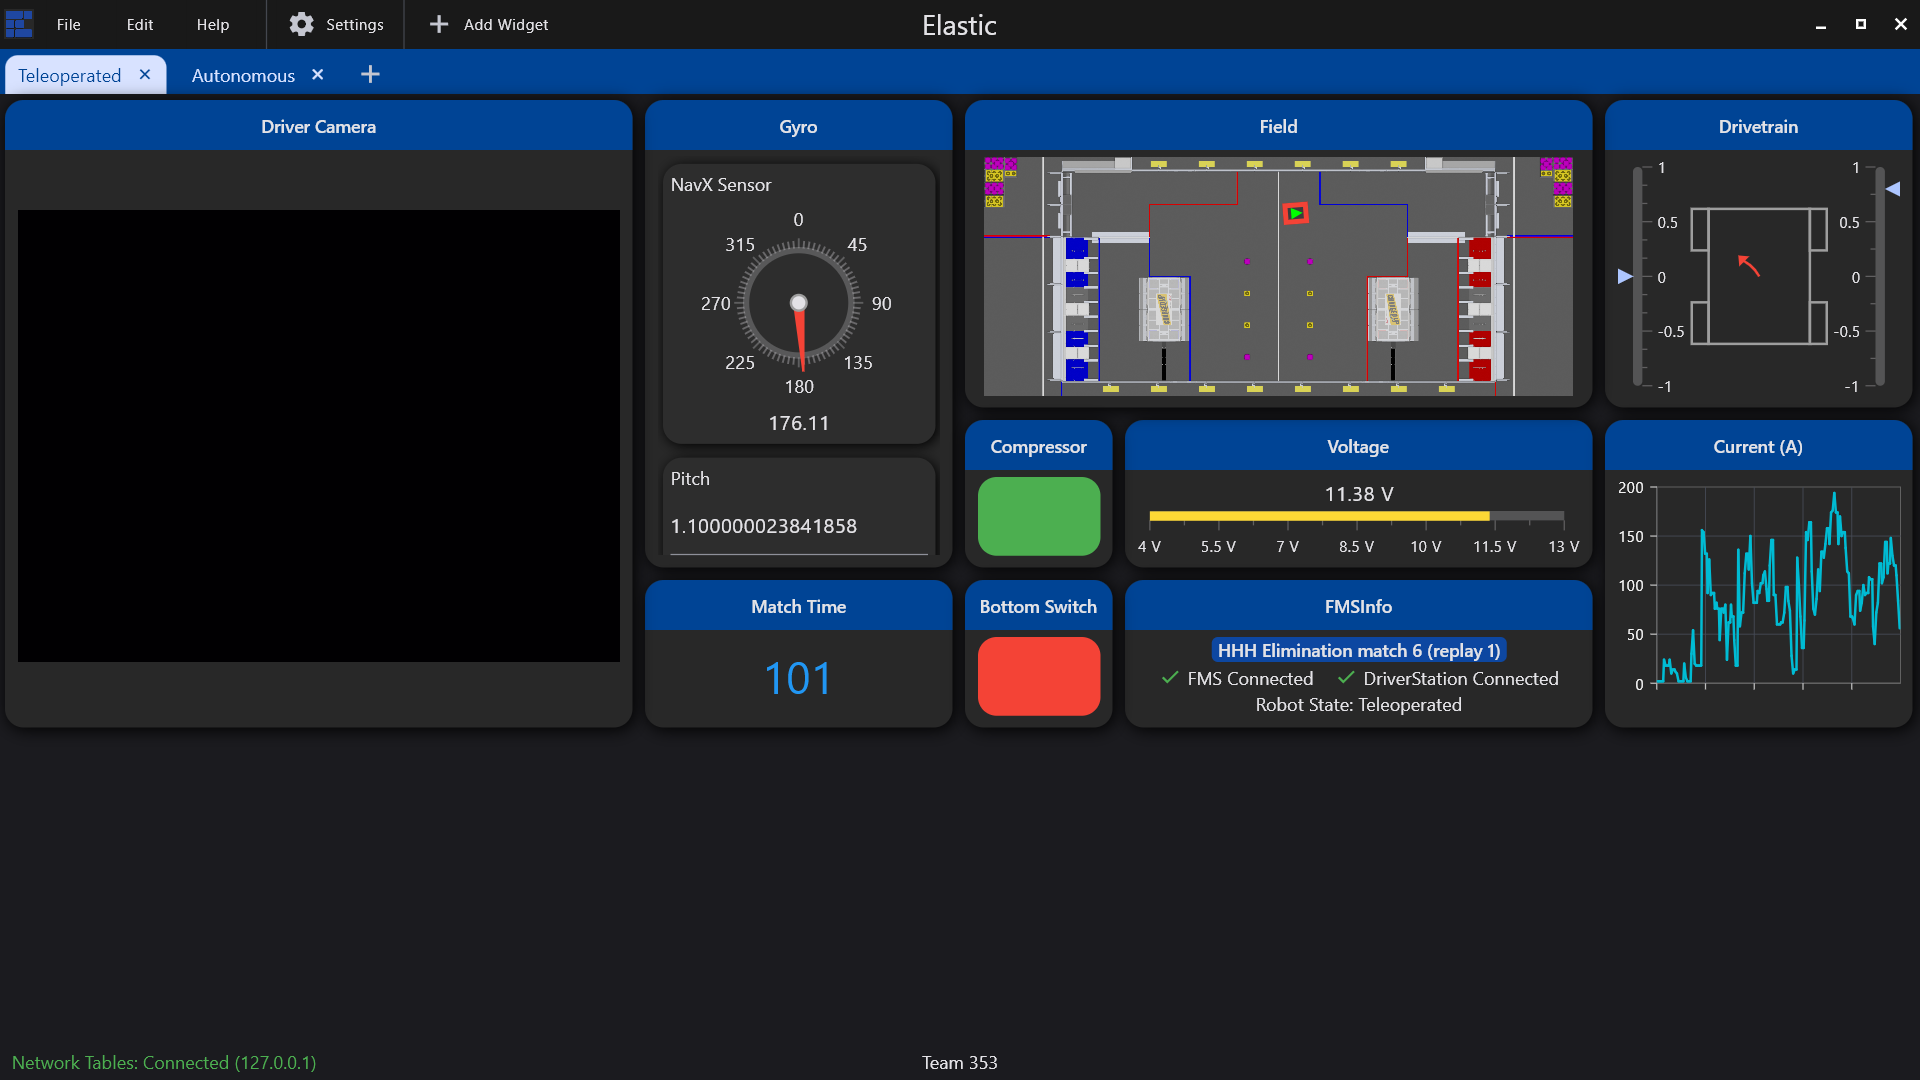 File Edit Help Settings Add Widget Elastic
Teleoperated Autonomous
Driver Camera
Gyro
NavX Sensor
0
315 45
270 90
225 135
180
176.11
Pitch
1.100000023841858
Field
Drivetrain
1 1
0.5 0.5
0 0
-0.5 -0.5
-1 -1
Compressor
Voltage
11.38 V
4 V 5.5 V 7 V 8.5 V 10 V 11.5 V 13 V
Current (A)
200
150
100
50
0
Match Time
101
Bottom Switch
FMSInfo
HHH Elimination match 6 (replay 1)
FMS Connected DriverStation Connected
Robot State: Teleoperated
Network Tables: Connected (127.0.0.1)
Team 353